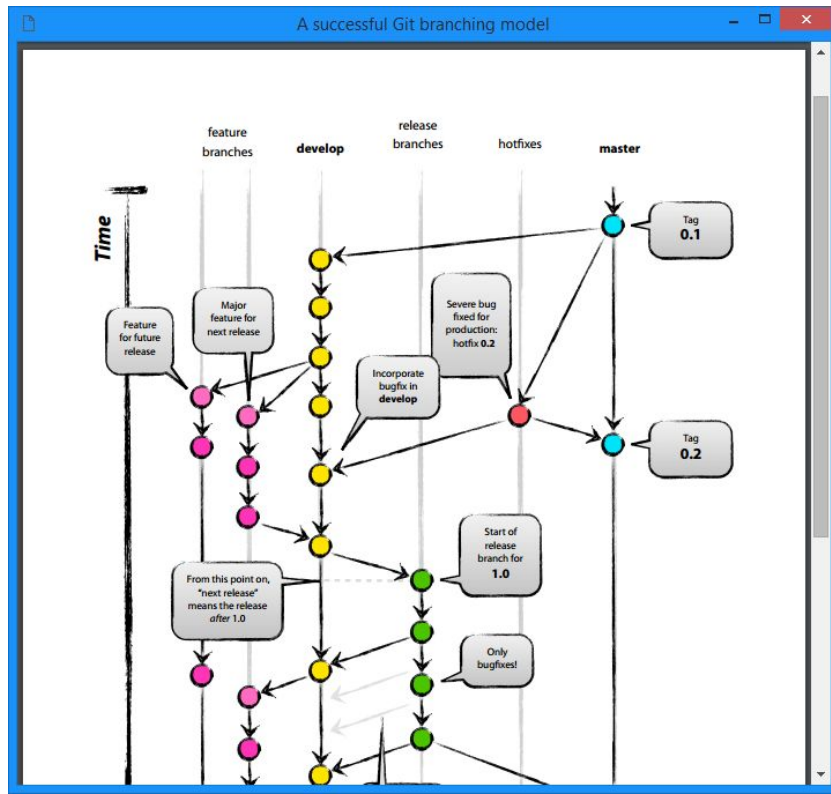 A successful Git branching model
feature
branches
develop
release
branches
hotfixes
master
Time
Tag
0.1
Major
feature for
next release
Feature
for future
release
Severe bug
fixed for
production:
hotfix 0.2
Incorporate
bugfix in
develop
Tag
0.2
Start of
release
branch for
1.0
From this point on,
“next release”
means the release
after 1.0
Only
bugfixes!